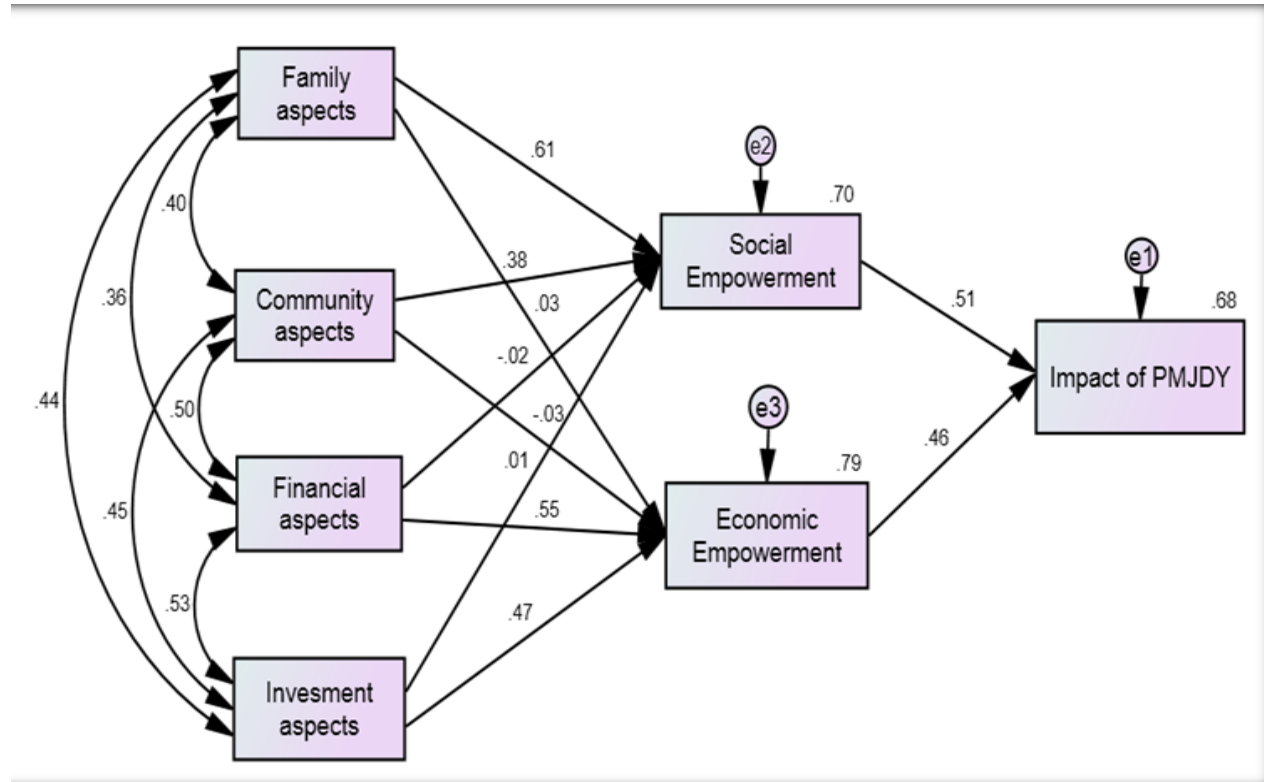 Family
aspects
.61
e2
.40
.70
Social
Empowerment
e1
.38
Community
aspects
.36
.03
.51
.68
-.02
Impact of PMJDY
.44
.50
-.03
e3
.46
.01
.79
Financial
aspects
.45
.55
Economic
Empowerment
.53
.47
Invesment
aspects